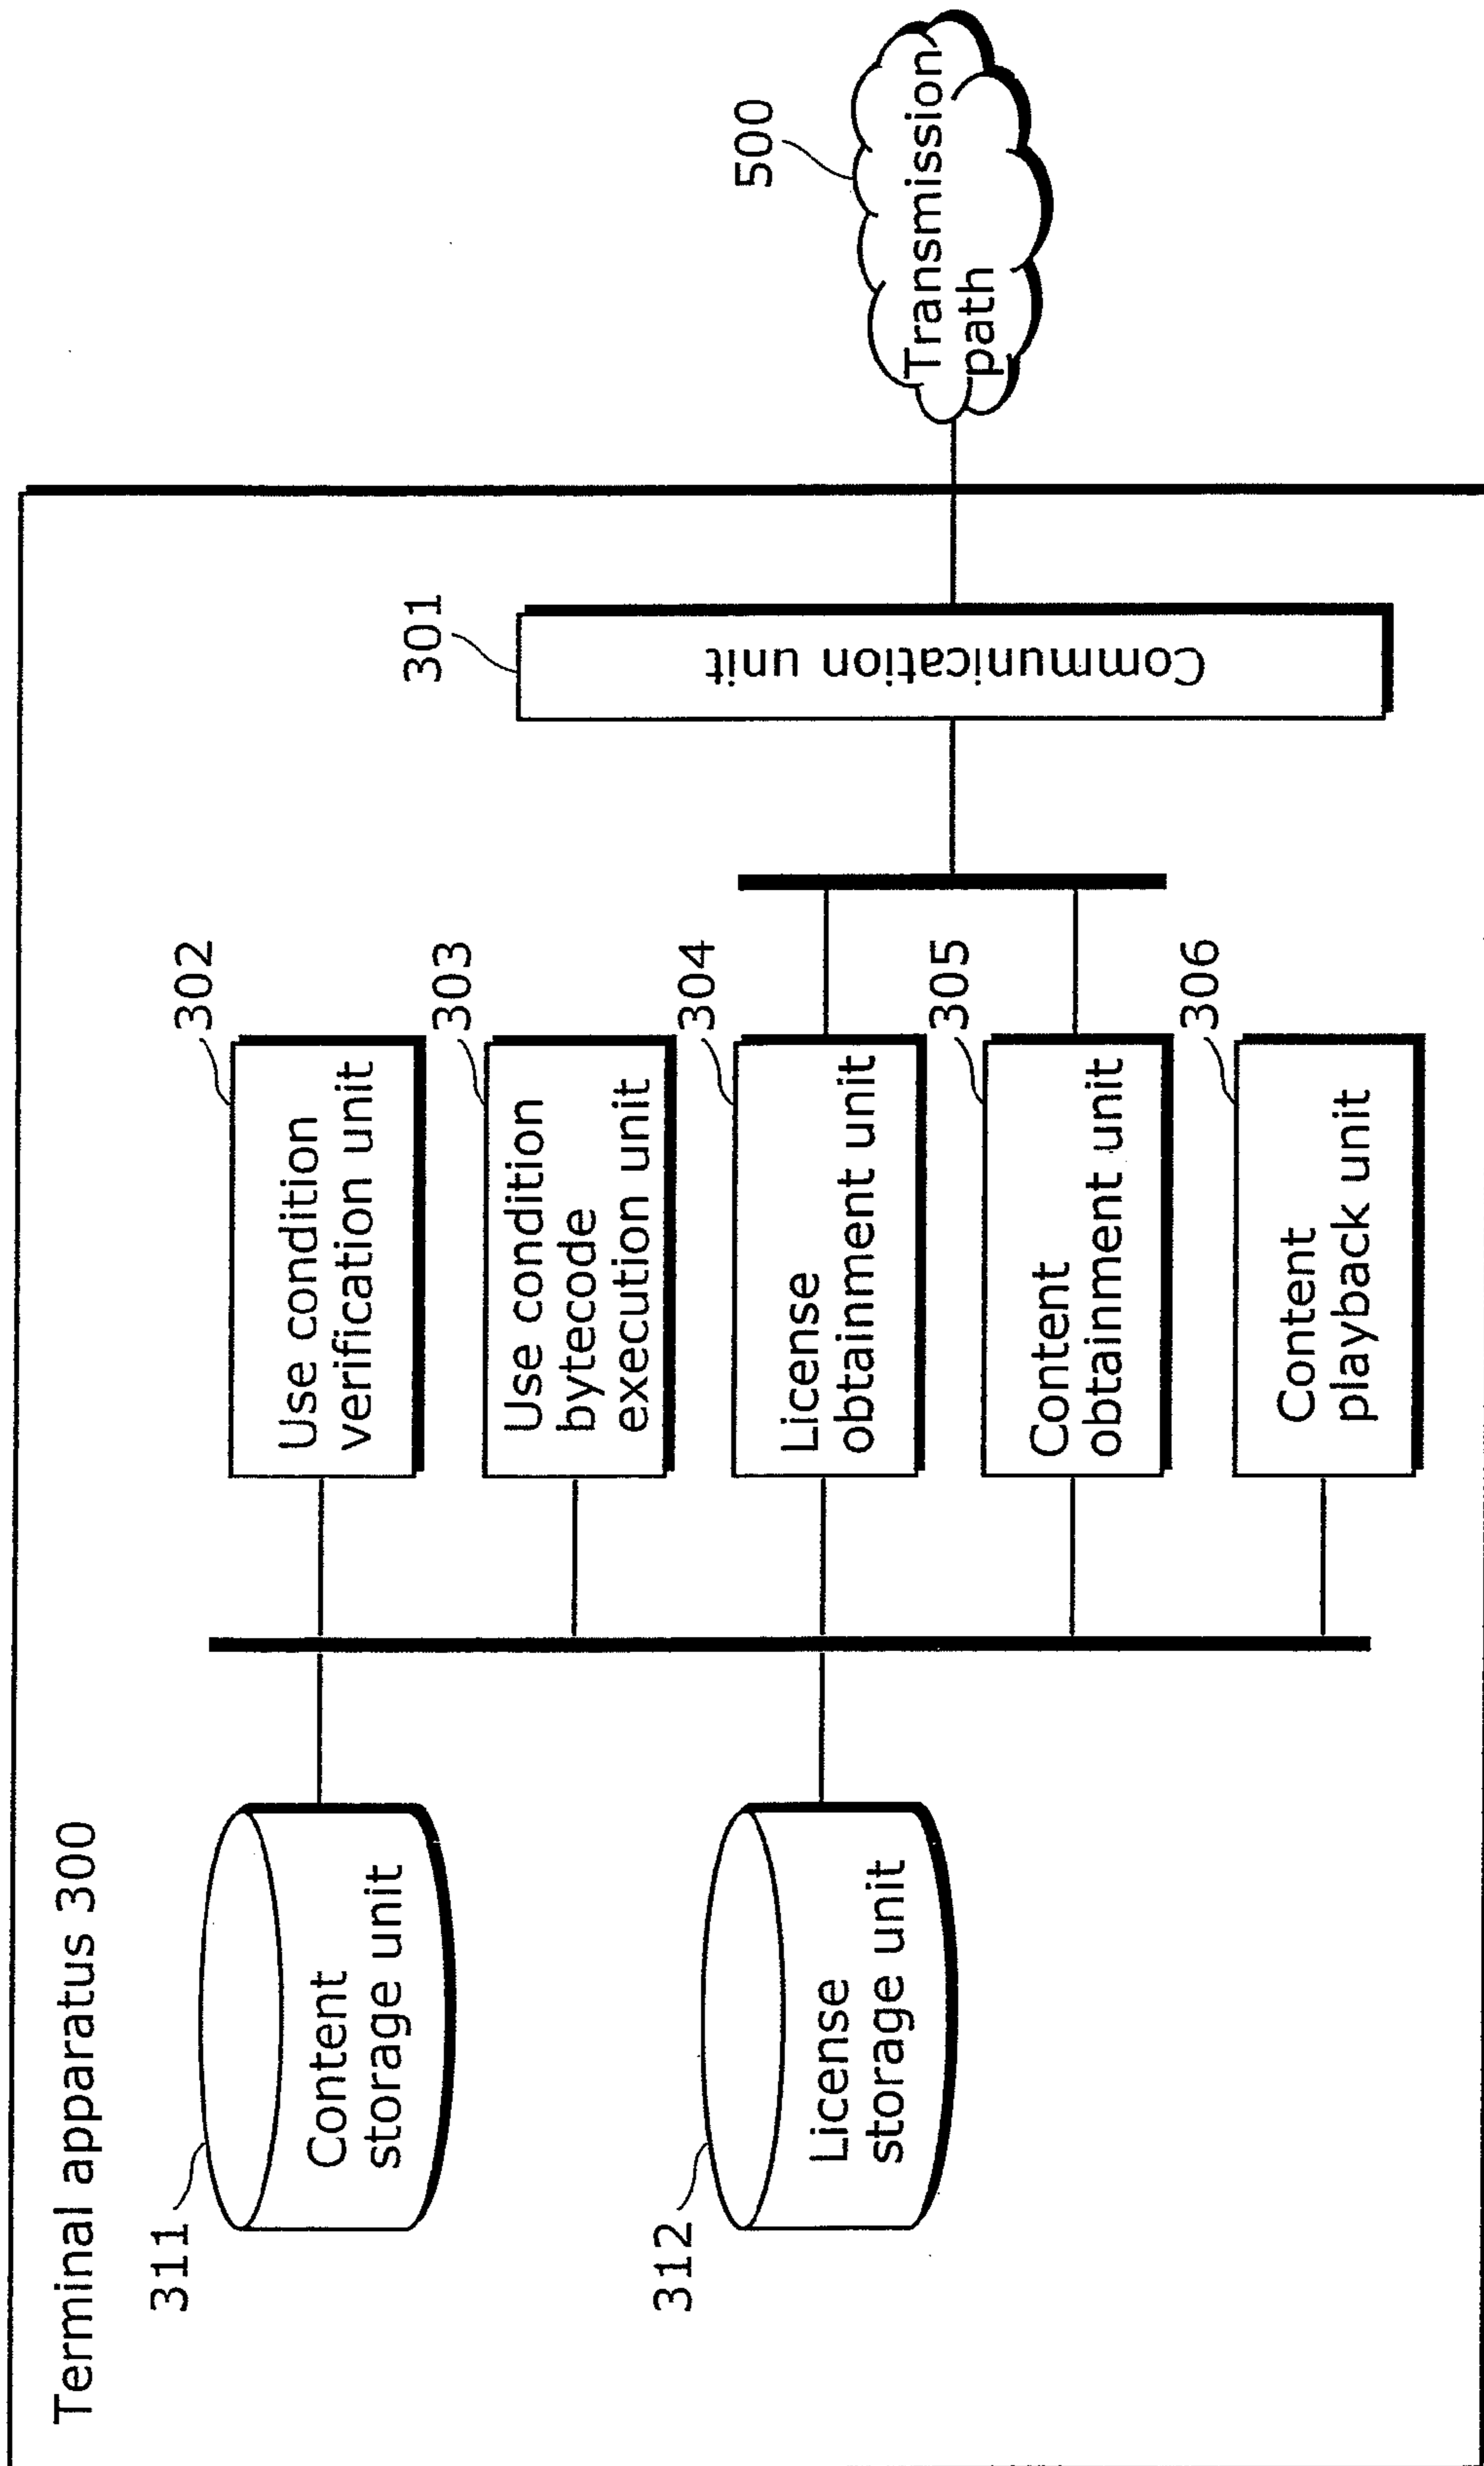 Terminal apparatus 300
311
Content
storage unit
312
License
storage unit
302
Use condition
verification unit
303
Use condition
bytecode
execution unit
304
License
obtainment unit
305
Content
obtainment unit
306
Content
playback unit
301
Communication unit
500
Transmission
path